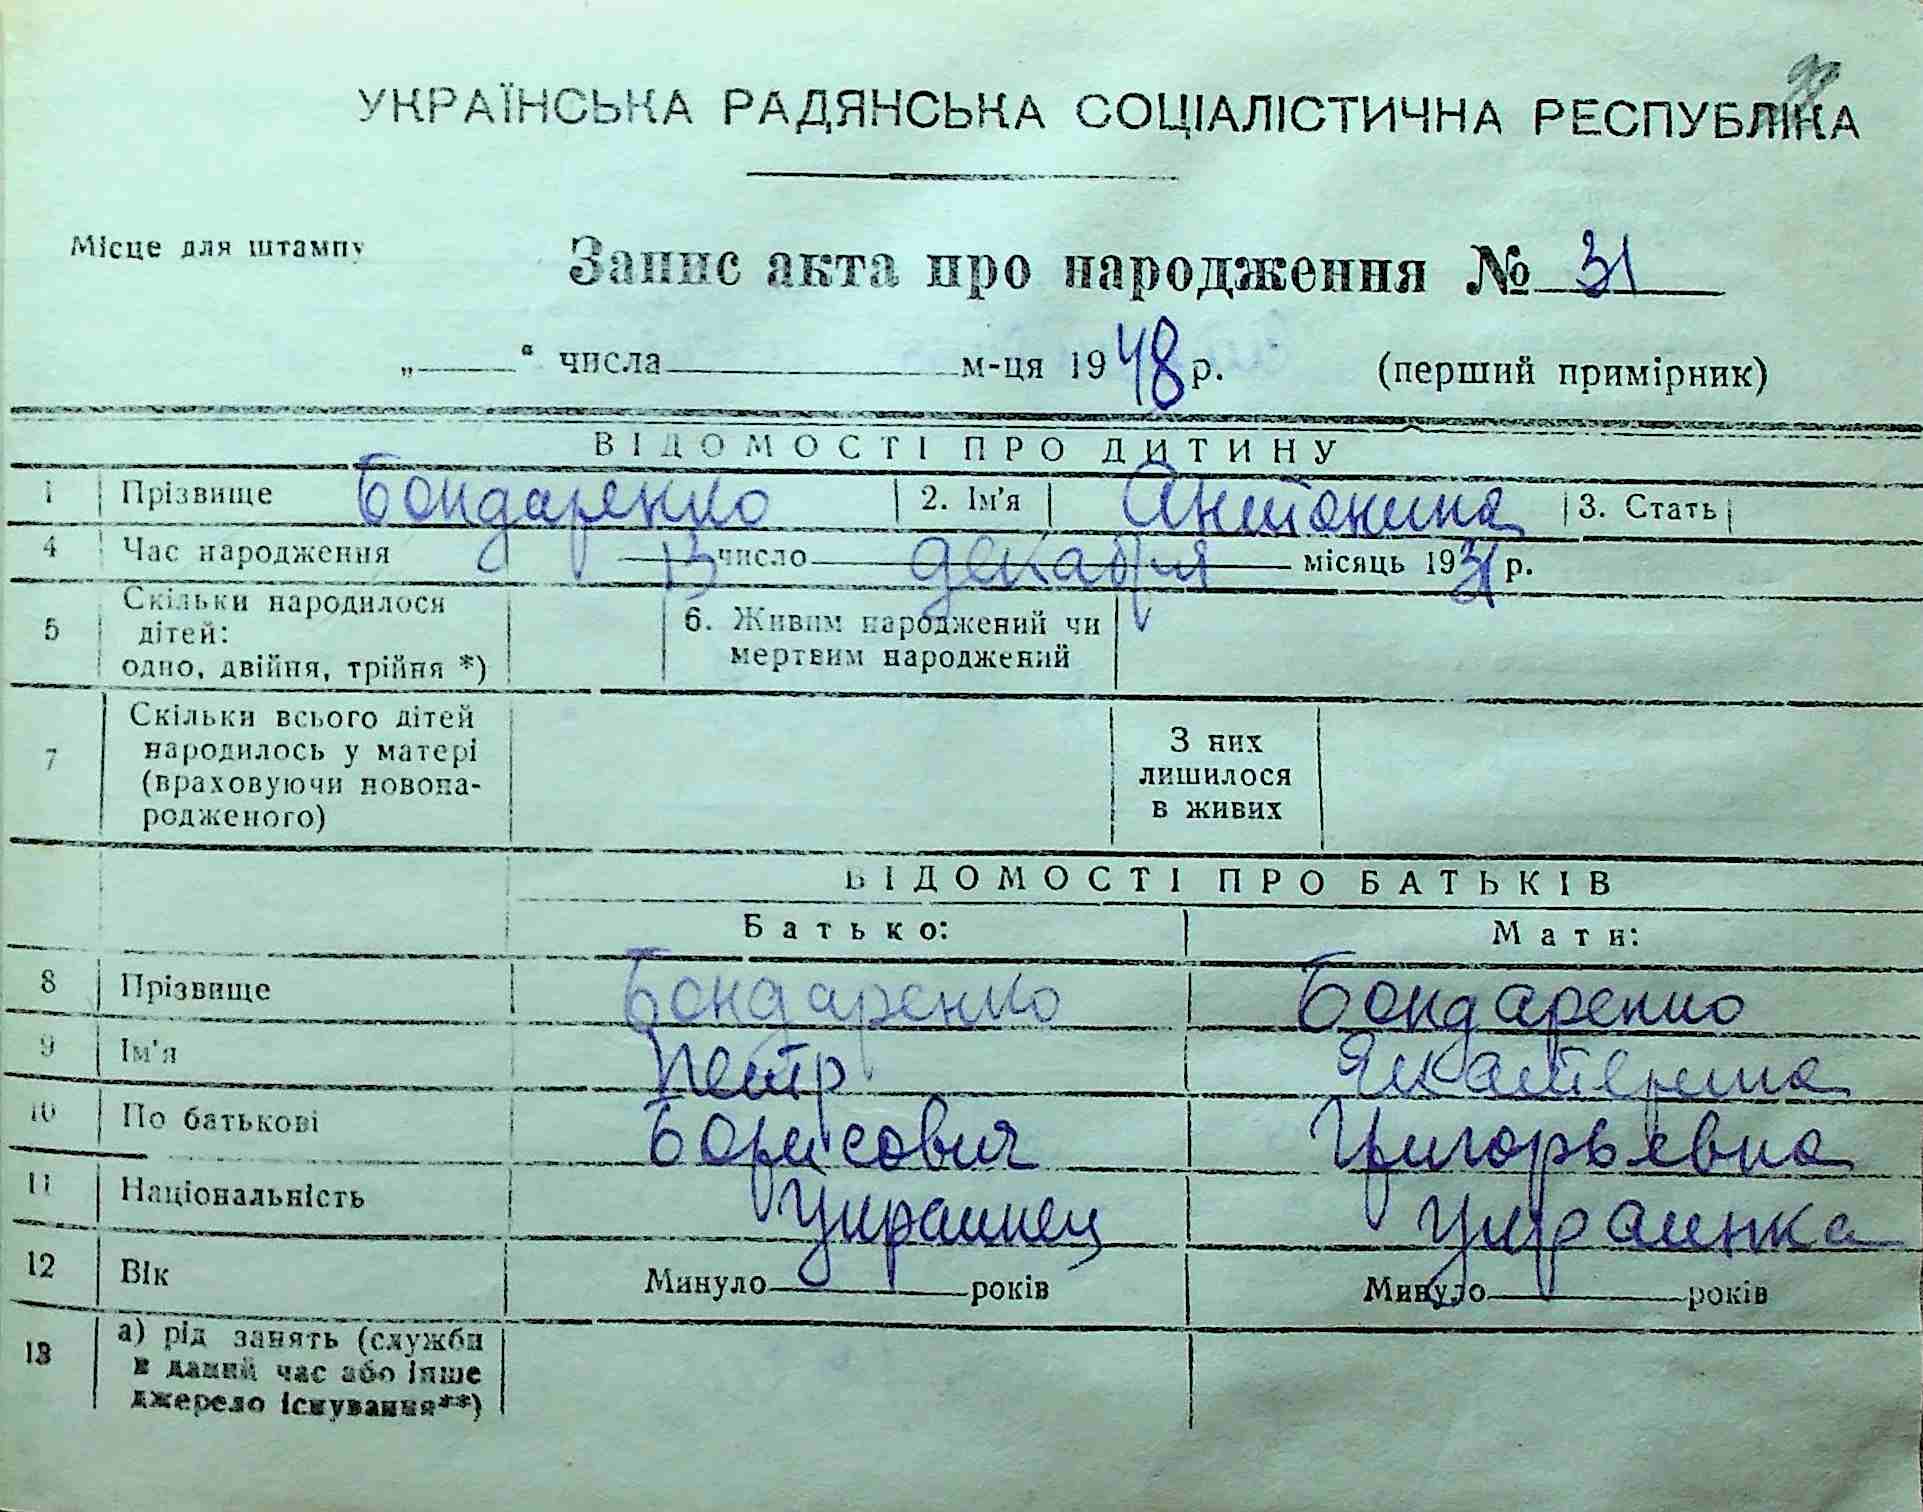 УКРАЇНСЬКА РАДЯНСЬКА СОЦІАЛІСТИЧНА РЕСПУБЛІКА
Місце для штампу
Запис акта про народження № 31
„ “ числа м-ця 1948 р. (перший примірник)
ВІДОМОСТІ ПРО ДИТИНУ
1 Прізвище Бондаренко 2. Ім'я Антонина 3. Стать
4 Час народження 13 число декабря місяць 1931 р.
5 Скільки народилося дітей: одно, двійня, трійня *)
6. Живим народжений чи мертвим народжений
7 Скільки всього дітей народилось у матері (враховуючи новона-родженого)
З них лишилося в живих
ВІДОМОСТІ ПРО БАТЬКІВ
Батько: Мати:
8 Прізвище Бондаренко Бондаренко
9 Ім'я Петр Екатерина
10 По батькові Борисович Григорьевна
11 Національність Украинец Украинка
12 Вік Минуло років Минуло років
13 а) рід занять (служби в даний час або інше джерело існування**)